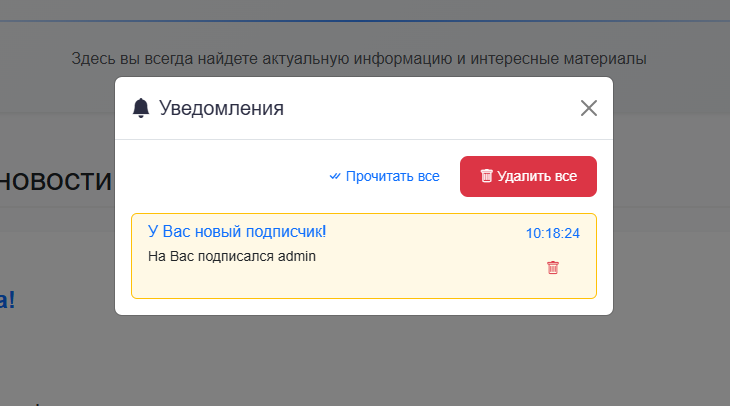 Здесь вы всегда найдете актуальную информацию и интересные материалы
Уведомления
новости
Прочитать все
Удалить все
У Вас новый подписчик!
10:18:24
На Вас подписался admin
а!